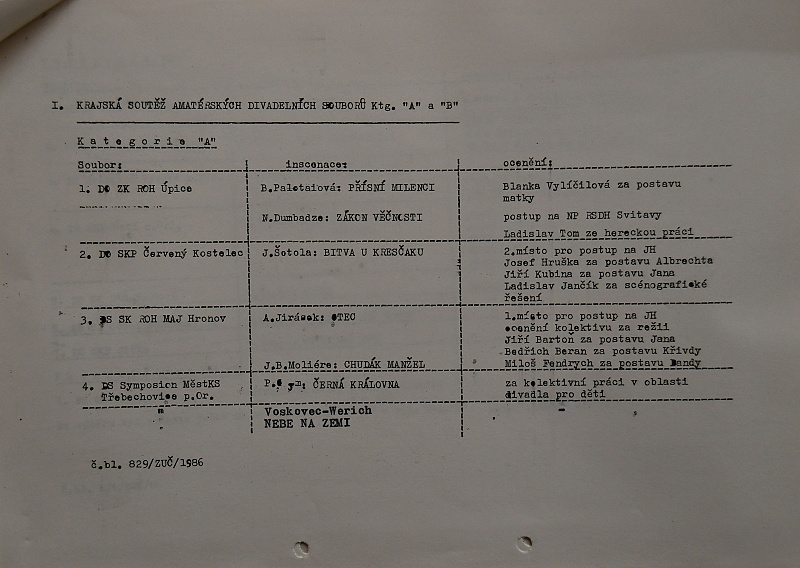 I. KRAJSKÁ SOUTĚŽ AMATÉRSKÝCH DIVADELNÍCH SOUBORŮ Ktg. "A" a "B"
K a t e g o r i e "A"
Soubor: inscenace: ocenění:
1. DS ZK ROH Úpice B.Paletaiová: PŘÍSNÍ MILENCI Blanka Vylíčilová za postavu
matky
N.Dumbadze: ZÁKON VĚČNOSTI postup na NP RSDH Svitavy
Ladislav Tom ze hereckou práci
2. DS SKP Červený Kostelec J.Šotola: BITVA U KRESČAKU 2.místo pro postup na JH
Josef Hruška za postavu Albrechta
Jiří Kubina za postavu Jana
Ladislav Jančík za scénografické
řešení
3. DS SK ROH MAJ Hronov A.Jirásek: OTEC 1.místo pro postup na JH
ocenění kolektivu za režii
Jiří Bartoň za postavu Jana
Bedřich Beran za postavu Křivdy
J.B.Moliére: CHUDÁK MANŽEL Miloš Fendrych za postavu Dandy
4. DS Symposion MěstKS ČERNÁ KRÁLOVNA za kolektivní práci v oblasti
Třebechovice p.Or. divadla pro děti
" Voskovec-Werich -
NEBE NA ZEMI
č.bl. 829/ZUČ/1986